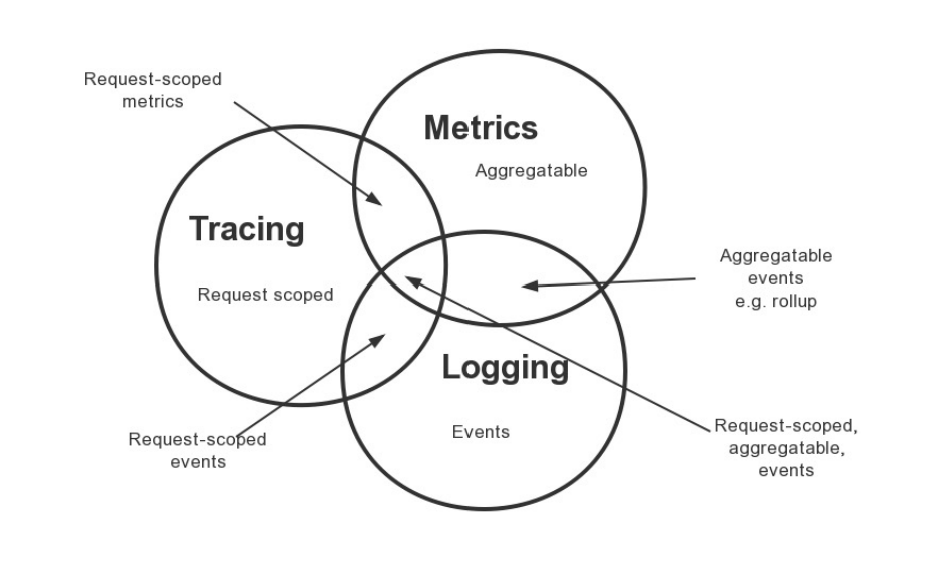 Request-scoped
metrics
Metrics
Aggregatable
Tracing
Request scoped
Aggregatable
events
e.g. rollup
Logging
Events
Request-scoped
events
Request-scoped,
aggregatable,
events